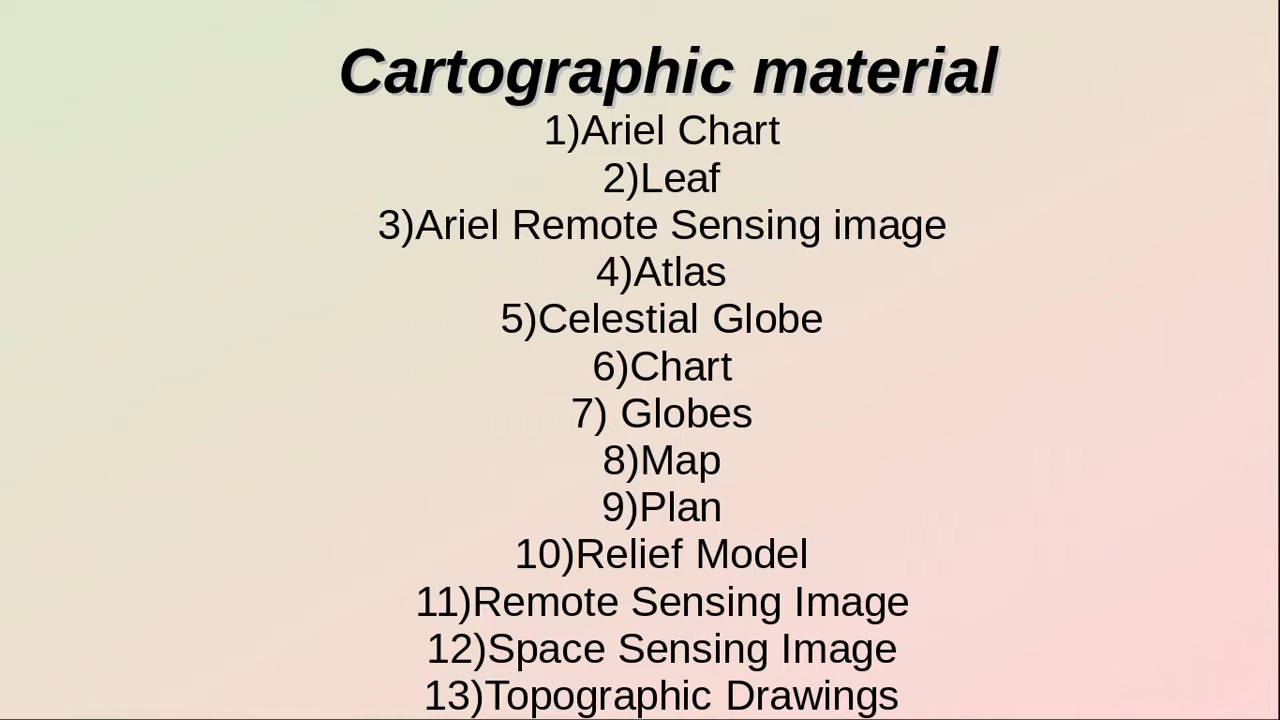 Cartographic material
1)Ariel Chart
2)Leaf
3)Ariel Remote Sensing image
4)Atlas
5)Celestial Globe
6)Chart
7) Globes
8)Map
9)Plan
10)Relief Model
11)Remote Sensing Image
12)Space Sensing Image
13)Topographic Drawings